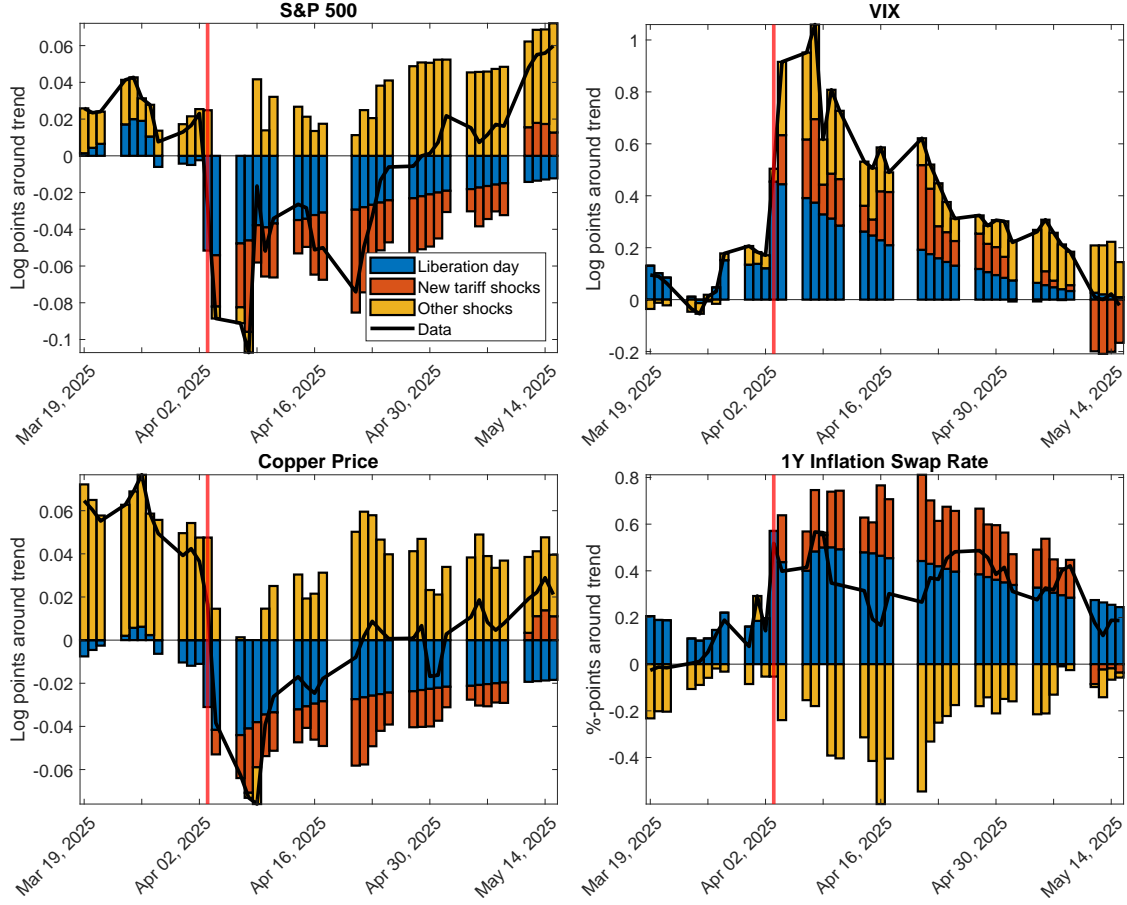 S&P 500
Log points around trend
0.06
0.04
0.02
0
-0.02
-0.04
-0.06
-0.08
-0.1
Mar 19, 2025
Apr 02, 2025
Apr 16, 2025
Apr 30, 2025
May 14, 2025
Liberation day
New tariff shocks
Other shocks
Data
VIX
Log points around trend
1
0.8
0.6
0.4
0.2
0
-0.2
Mar 19, 2025
Apr 02, 2025
Apr 16, 2025
Apr 30, 2025
May 14, 2025
Copper Price
Log points around trend
0.06
0.04
0.02
0
-0.02
-0.04
-0.06
Mar 19, 2025
Apr 02, 2025
Apr 16, 2025
Apr 30, 2025
May 14, 2025
1Y Inflation Swap Rate
%-points around trend
0.8
0.6
0.4
0.2
0
-0.2
-0.4
Mar 19, 2025
Apr 02, 2025
Apr 16, 2025
Apr 30, 2025
May 14, 2025